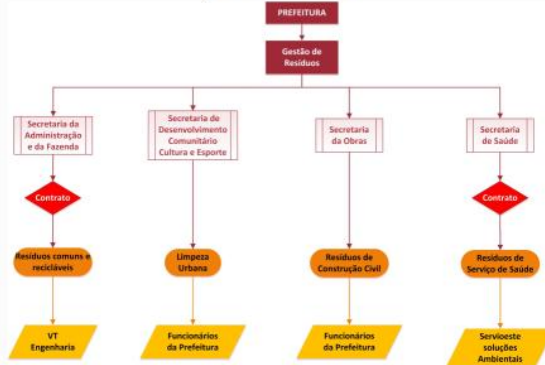 PREFEITURA
Gestão de
Resíduos
Secretaria da
Administração
e da Fazenda
Secretaria de
Desenvolvimento
Comunitário
Cultura e Esporte
Secretaria
da Obras
Secretaria
de Saúde
Contrato
Contrato
Resíduos comuns e
recicláveis
Limpeza
Urbana
Resíduos de
Construção Civil
Resíduos de
Serviço de Saúde
VT
Engenharia
Funcionários
da Prefeitura
Funcionários
da Prefeitura
Servioeste
soluções
Ambientais